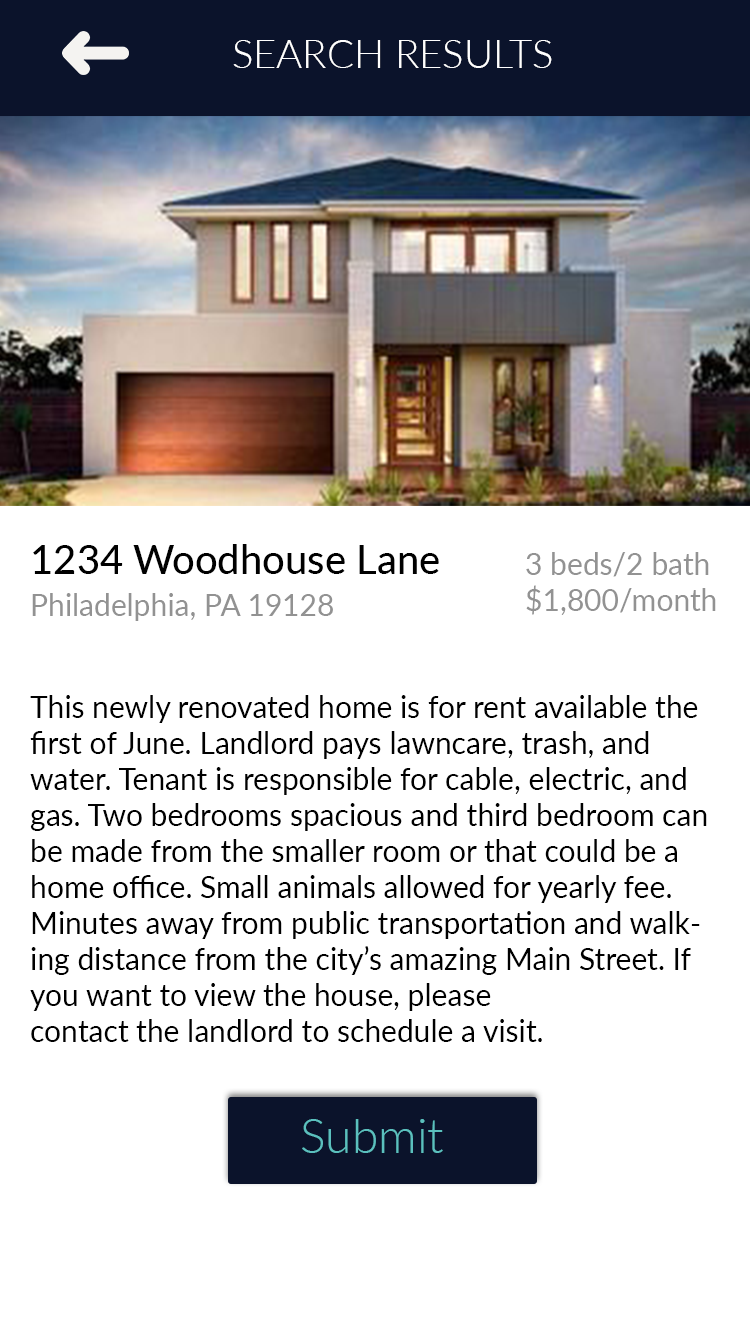 SEARCH RESULTS
1234 Woodhouse Lane
Philadelphia, PA 19128
3 beds/2 bath
$1,800/month
This newly renovated home is for rent available the
first of June. Landlord pays lawncare, trash, and
water. Tenant is responsible for cable, electric, and
gas. Two bedrooms spacious and third bedroom can
be made from the smaller room or that could be a
home office. Small animals allowed for yearly fee.
Minutes away from public transportation and walk-
ing distance from the city’s amazing Main Street. If
you want to view the house, please
contact the landlord to schedule a visit.
Submit